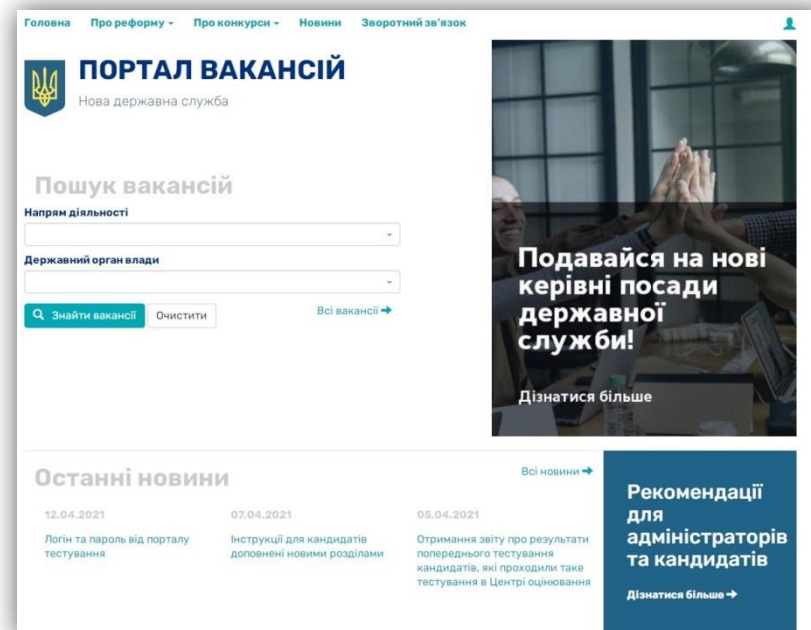 Головна Про реформу Про конкурси Новини Зворотний зв'язок
ПОРТАЛ ВАКАНСІЙ
Нова державна служба
Пошук вакансій
Напрям діяльності
Державний орган влади
Знайти вакансії Очистити Всі вакансії
Подавайся на нові
керівні посади
державної
служби!
Дізнатися більше
Останні новини
Всі новини
12.04.2021
Логін та пароль від порталу
тестування
07.04.2021
Інструкції для кандидатів
доповнені новими розділами
05.04.2021
Отримання звіту про результати
попереднього тестування
кандидатів, які проходили таке
тестування в Центрі оцінювання
Рекомендації
для
адміністраторів
та кандидатів
Дізнатися більше